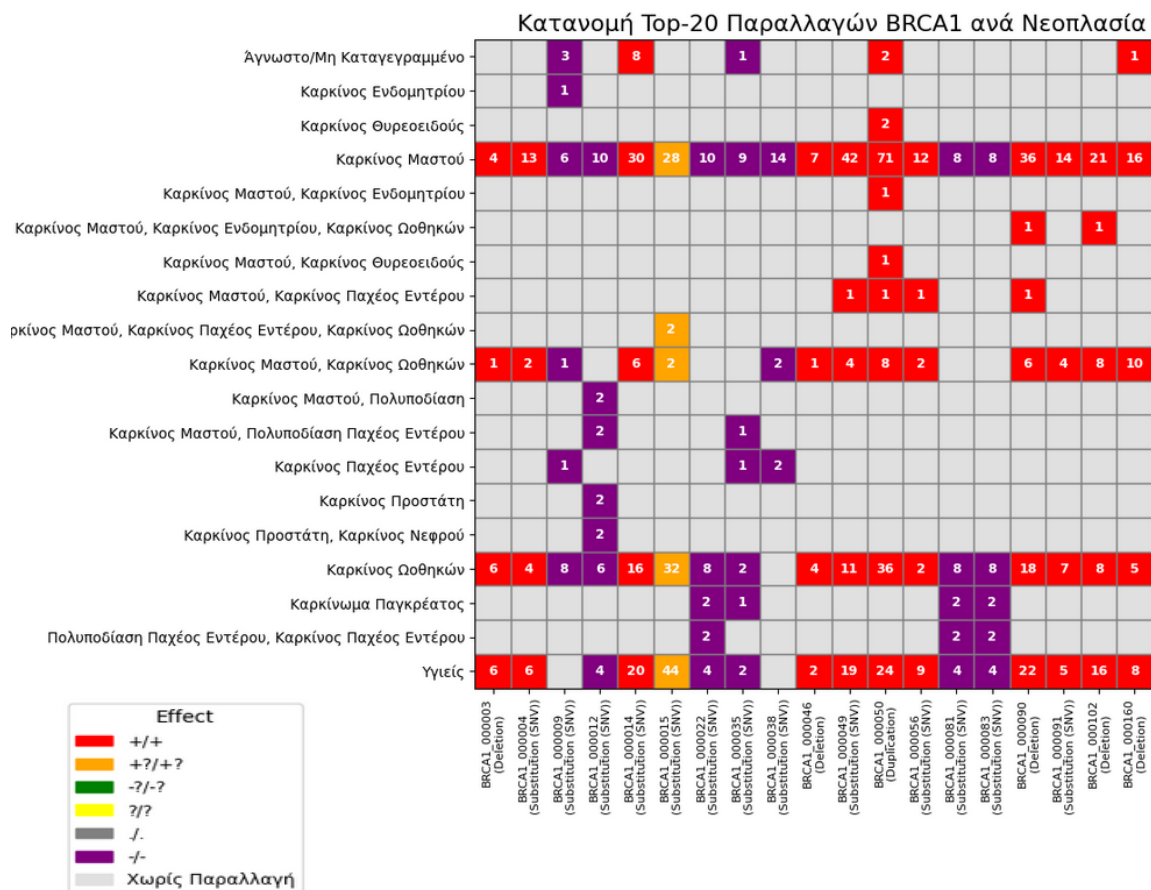 Κατανομή Top-20 Παραλλαγών BRCA1 ανά Νεοπλασία
Άγνωστο/Μη Καταγεγραμμένο 3 8 1 2 1
Καρκίνος Ενδομητρίου 1
Καρκίνος Θυρεοειδούς 2
Καρκίνος Μαστού 4 13 6 10 30 28 10 9 14 7 42 71 12 8 8 36 14 21 16
Καρκίνος Μαστού, Καρκίνος Ενδομητρίου 1
Καρκίνος Μαστού, Καρκίνος Ενδομητρίου, Καρκίνος Ωοθηκών 1 1
Καρκίνος Μαστού, Καρκίνος Θυρεοειδούς 1
Καρκίνος Μαστού, Καρκίνος Παχέος Εντέρου 1 1 1 1
ρκίνος Μαστού, Καρκίνος Παχέος Εντέρου, Καρκίνος Ωοθηκών 2
Καρκίνος Μαστού, Καρκίνος Ωοθηκών 1 2 1 6 2 2 1 4 8 2 6 4 8 10
Καρκίνος Μαστού, Πολυποδίαση 2
Καρκίνος Μαστού, Πολυποδίαση Παχέος Εντέρου 2 1
Καρκίνος Παχέος Εντέρου 1 1 2
Καρκίνος Προστάτη 2
Καρκίνος Προστάτη, Καρκίνος Νεφρού 2
Καρκίνος Ωοθηκών 6 4 8 6 16 32 8 2 4 11 36 2 8 8 18 7 8 5
Καρκίνωμα Παγκρέατος 2 1 2 2
Πολυποδίαση Παχέος Εντέρου, Καρκίνος Παχέος Εντέρου 2 2 2
Υγιείς 6 6 4 20 44 4 2 2 19 24 9 4 4 22 5 16 8
BRCA1_000003
(Deletion)
BRCA1_000004
(Substitution (SNV))
BRCA1_000009
(Substitution (SNV))
BRCA1_000012
(Substitution (SNV))
BRCA1_000014
(Substitution (SNV))
BRCA1_000015
(Substitution (SNV))
BRCA1_000022
(Substitution (SNV))
BRCA1_000035
(Substitution (SNV))
BRCA1_000038
(Substitution (SNV))
BRCA1_000046
(Deletion)
BRCA1_000049
(Substitution (SNV))
BRCA1_000050
(Duplication)
BRCA1_000056
(Substitution (SNV))
BRCA1_000081
(Substitution (SNV))
BRCA1_000083
(Substitution (SNV))
BRCA1_000090
(Deletion)
BRCA1_000091
(Substitution (SNV))
BRCA1_000102
(Deletion)
BRCA1_000160
(Deletion)
Effect
+/+
+?/+?
-?/-?
?/?
./.
-/-
Χωρίς Παραλλαγή